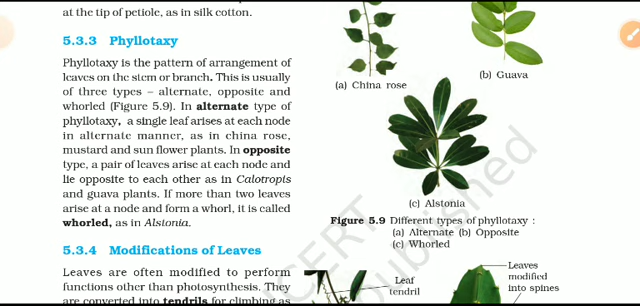 at the tip of petiole, as in silk cotton.
5.3.3 Phyllotaxy
Phyllotaxy is the pattern of arrangement of
leaves on the stem or branch. This is usually
of three types – alternate, opposite and
whorled (Figure 5.9). In alternate type of
phyllotaxy, a single leaf arises at each node
in alternate manner, as in china rose,
mustard and sun flower plants. In opposite
type, a pair of leaves arise at each node and
lie opposite to each other as in Calotropis
and guava plants. If more than two leaves
arise at a node and form a whorl, it is called
whorled, as in Alstonia.
5.3.4 Modifications of Leaves
Leaves are often modified to perform
functions other than photosynthesis. They
are converted into tendrils for climbing as
(a) China rose
(b) Guava
(c) Alstonia
Figure 5.9 Different types of phyllotaxy :
(a) Alternate (b) Opposite
(c) Whorled
Leaf
tendril
Leaves
modified
into spines